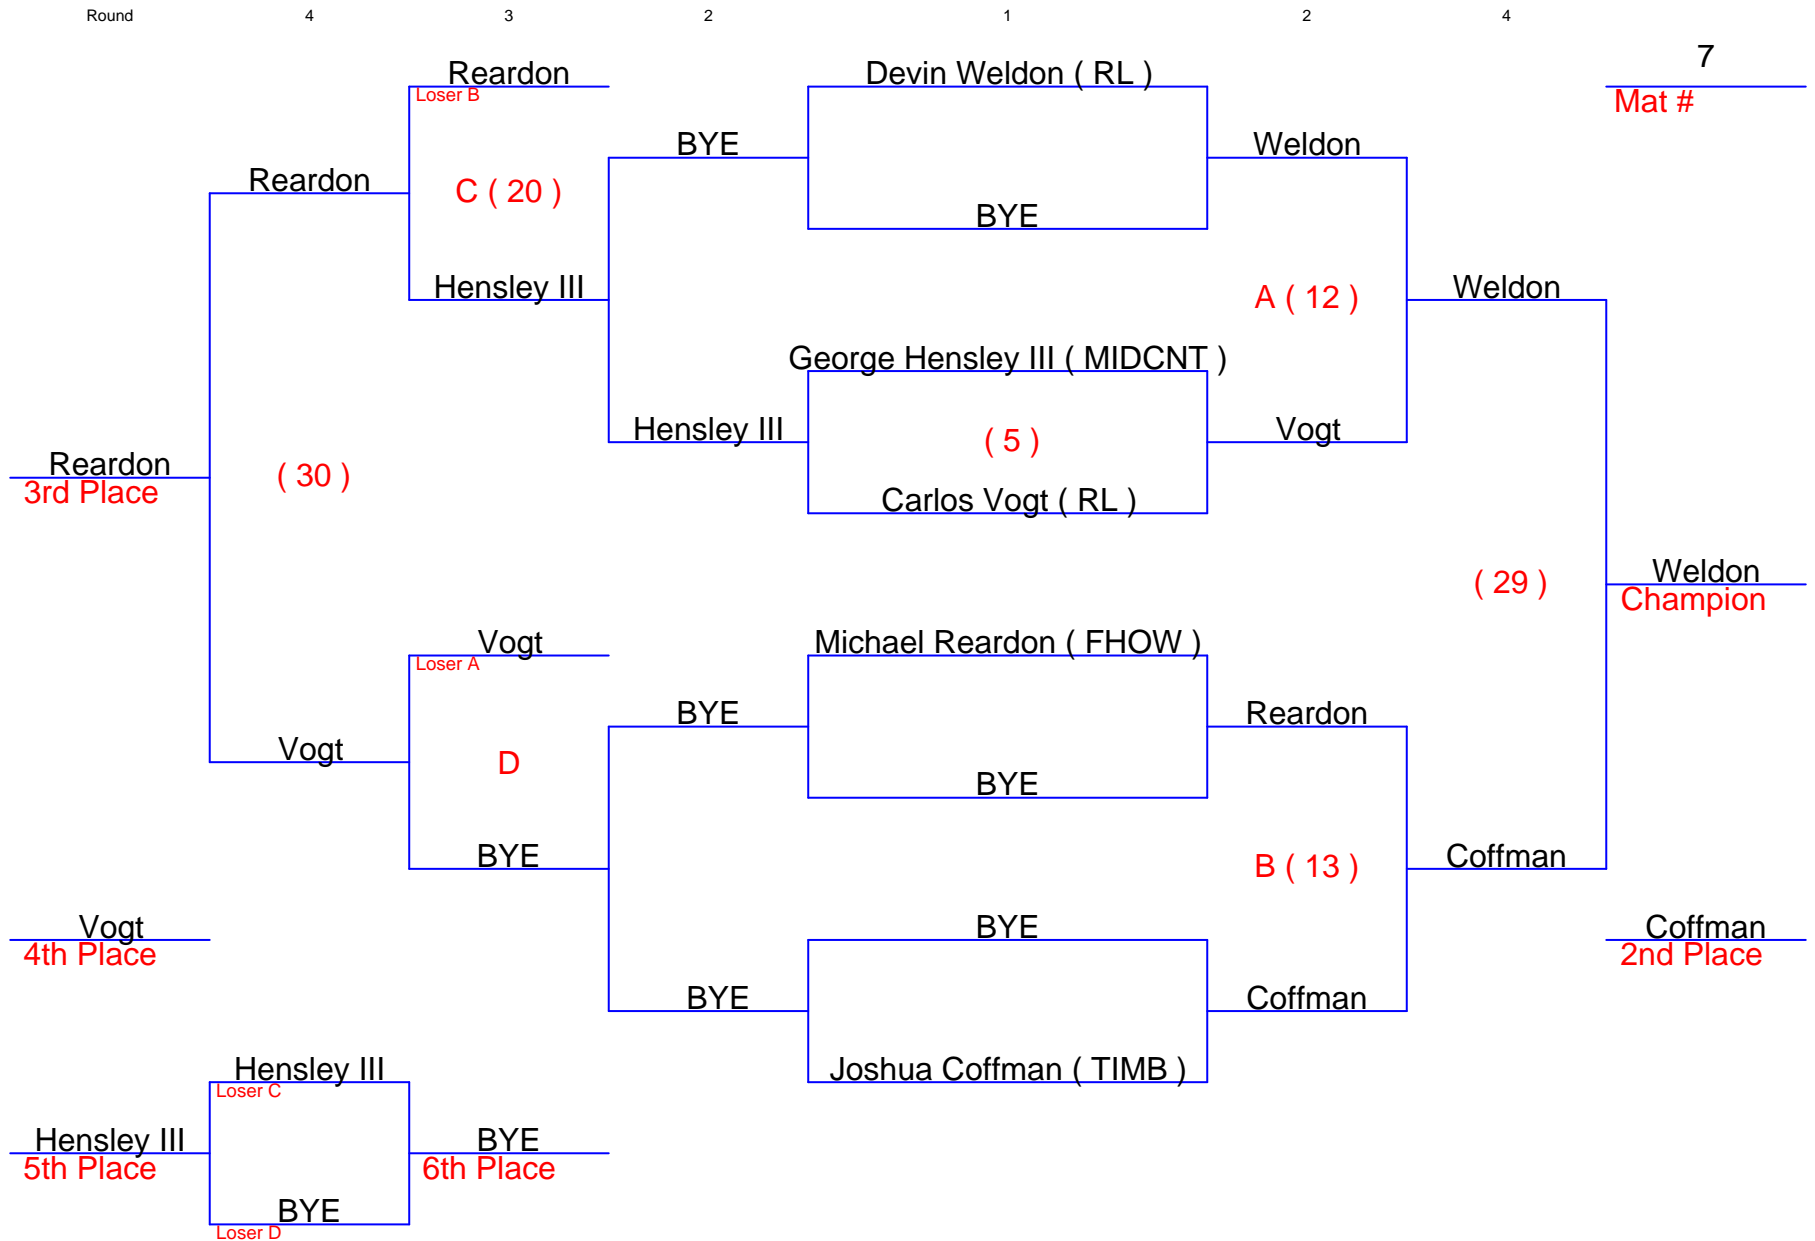 Round 4 3 2 1 2 4
7
Mat #
Reardon
Loser B
Devin Weldon ( RL )
BYE
Weldon
Reardon
C ( 20 )
BYE
Hensley III
A ( 12 )
Weldon
George Hensley III ( MIDCNT )
Hensley III
( 5 )
Vogt
Reardon
3rd Place
( 30 )
Carlos Vogt ( RL )
( 29 )
Weldon
Champion
Vogt
Loser A
Michael Reardon ( FHOW )
BYE
Reardon
Vogt
D
BYE
BYE
B ( 13 )
Coffman
Vogt
4th Place
BYE
Coffman
2nd Place
BYE
Coffman
Hensley III
Loser C
Joshua Coffman ( TIMB )
Hensley III
5th Place
BYE
6th Place
BYE
Loser D